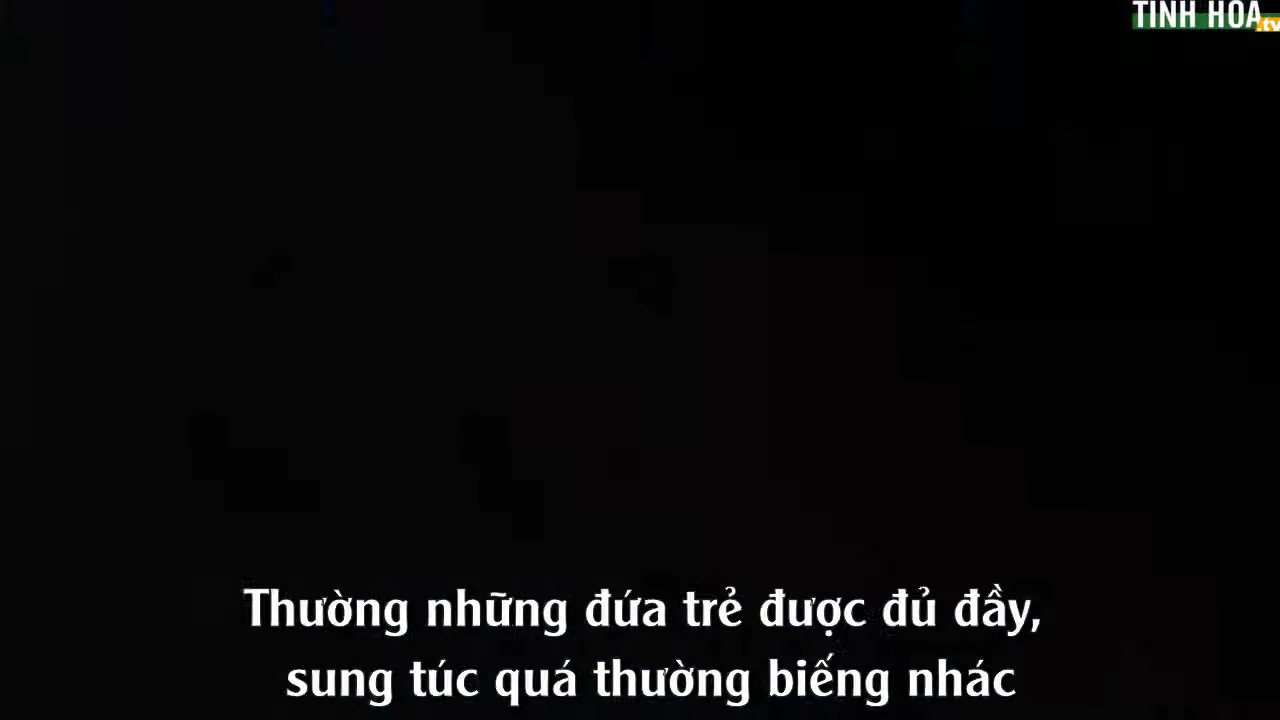 TINH HOA
.tv
Thường những đứa trẻ được đủ đầy,
sung túc quá thường biếng nhác